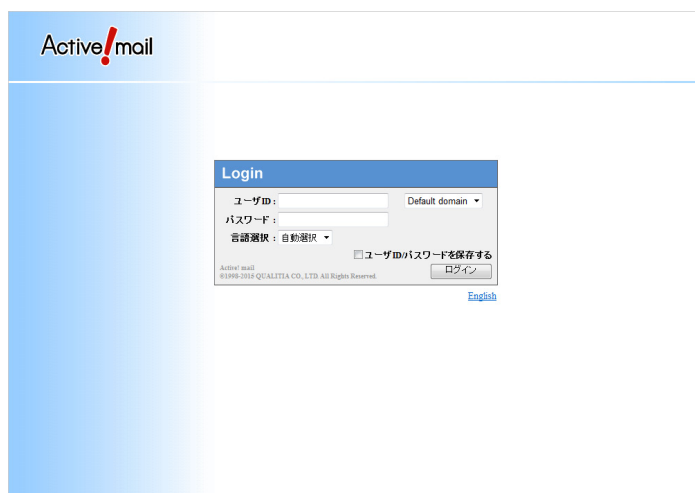 Active!mail
Login
ユーザID : Default domain
パスワード :
言語選択 : 自動選択
ユーザID/パスワードを保存する
Active! mail
©1998-2015 QUALITIA CO., LTD. All Rights Reserved.
ログイン
English